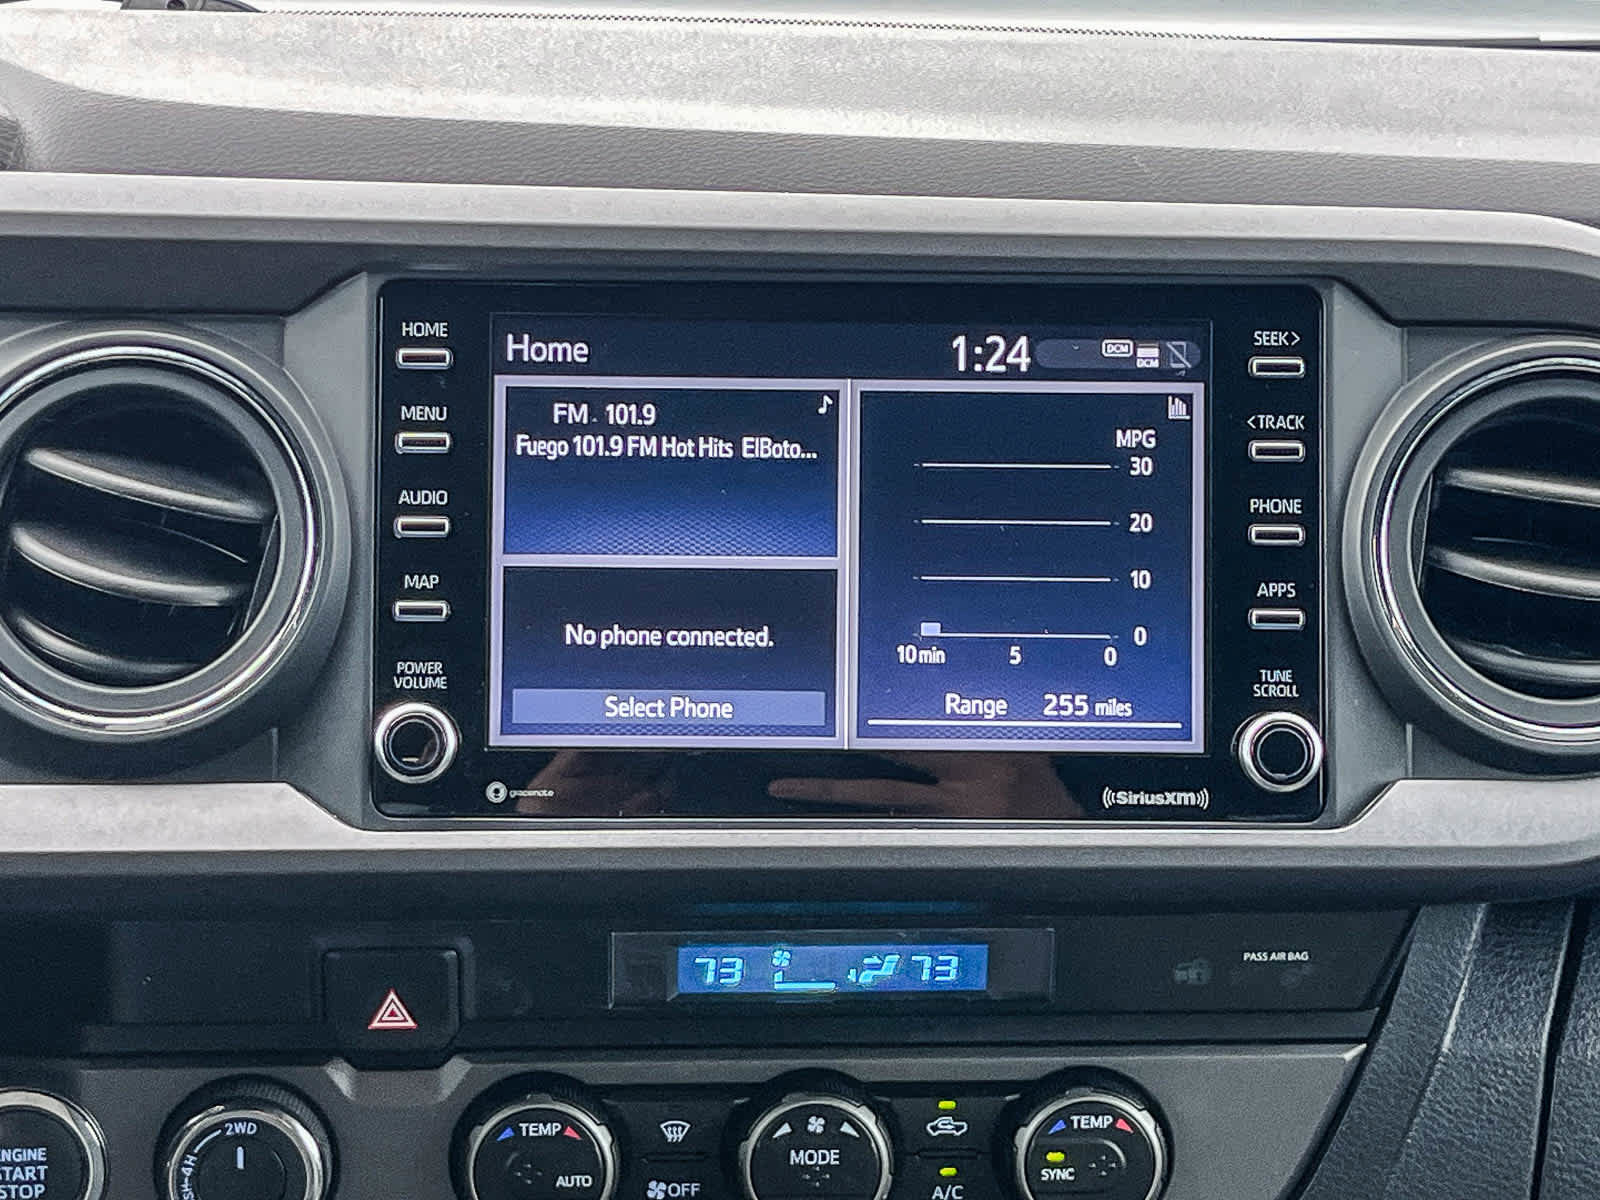 HOME
MENU
AUDIO
MAP
POWER
VOLUME
Home
1:24
DCM
DCM
FM 101.9
Fuego 101.9 FM Hot Hits ElBoto...
No phone connected.
Select Phone
MPG
30
20
10
0
10 min 5 0
Range 255 miles
SEEK>
<TRACK
PHONE
APPS
TUNE
SCROLL
gracenote
((SiriusXM))
73 73
PASS AIR BAG
ENGINE
START
STOP
2WD
4H
TEMP
AUTO
OFF
MODE
A/C
TEMP
SYNC